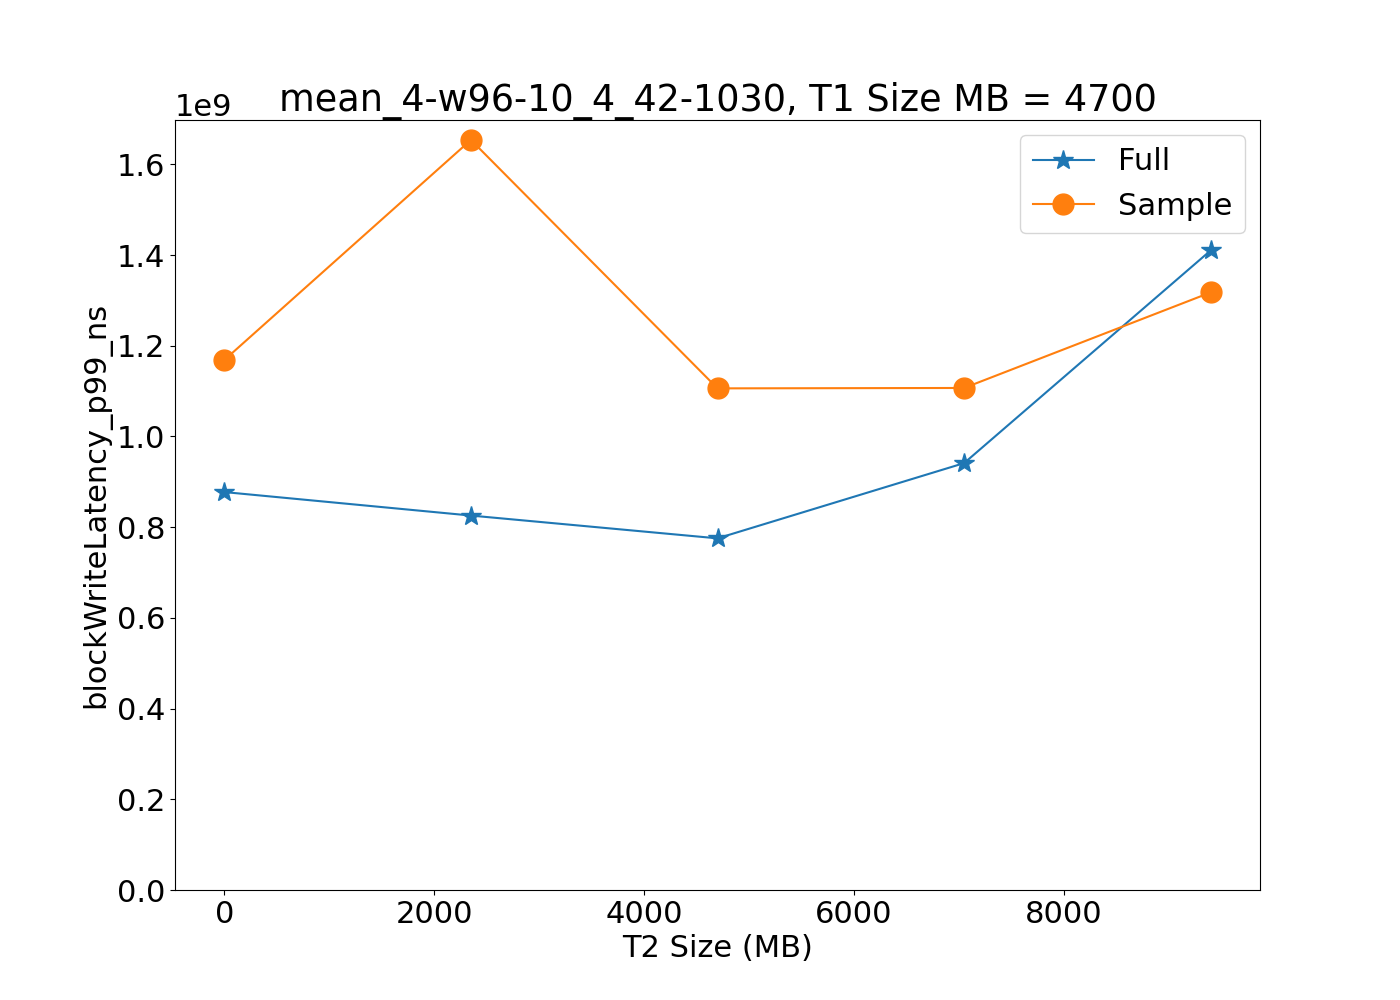 mean_4-w96-10_4_42-1030, T1 Size MB = 4700
1e9
Full
Sample
1.6
1.4
1.2
1.0
0.8
0.6
0.4
0.2
0.0
blockWriteLatency_p99_ns
0 2000 4000 6000 8000
T2 Size (MB)